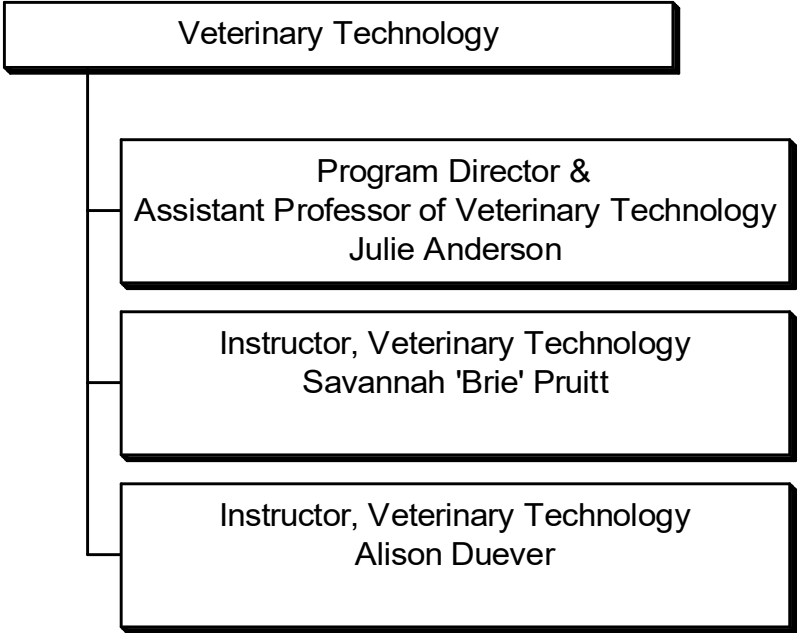 Veterinary Technology
Program Director &
Assistant Professor of Veterinary Technology
Julie Anderson
Instructor, Veterinary Technology
Savannah 'Brie' Pruitt
Instructor, Veterinary Technology
Alison Duever